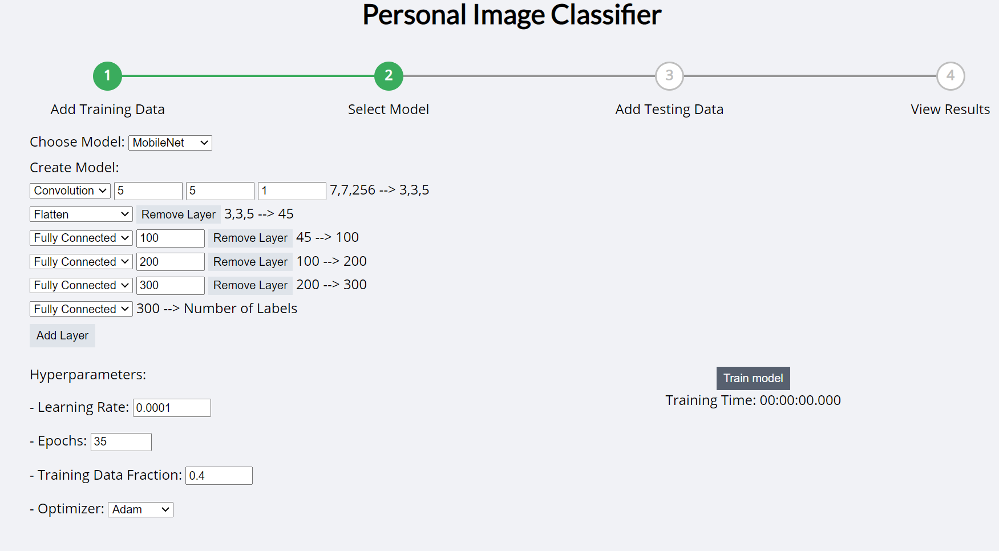 Personal Image Classifier
1 2 3 4
Add Training Data Select Model Add Testing Data View Results
Choose Model: MobileNet
Create Model:
Convolution 5 5 1 7,7,256 --> 3,3,5
Flatten Remove Layer 3,3,5 --> 45
Fully Connected 100 Remove Layer 45 --> 100
Fully Connected 200 Remove Layer 100 --> 200
Fully Connected 300 Remove Layer 200 --> 300
Fully Connected 300 --> Number of Labels
Add Layer
Hyperparameters:
Train model
- Learning Rate: 0.0001
Training Time: 00:00:00.000
- Epochs: 35
- Training Data Fraction: 0.4
- Optimizer: Adam